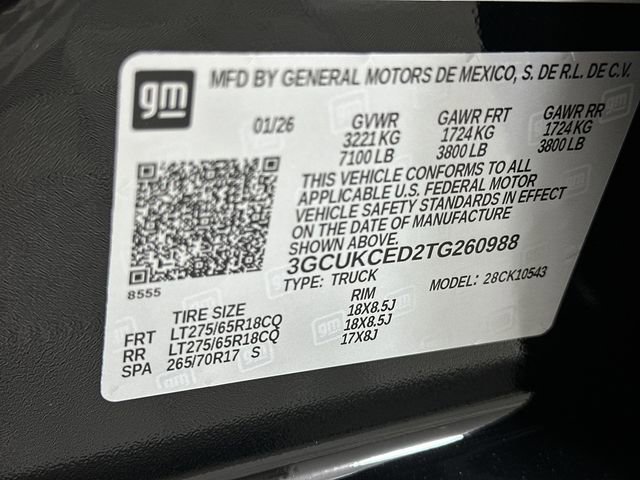 gm
MFD BY GENERAL MOTORS DE MEXICO, S. DE R.L. DE C.V.
01/26 GVWR GAWR FRT GAWR RR
3221 KG 1724 KG 1724 KG
7100 LB 3800 LB 3800 LB
THIS VEHICLE CONFORMS TO ALL
APPLICABLE U.S. FEDERAL MOTOR
VEHICLE SAFETY STANDARDS IN EFFECT
ON THE DATE OF MANUFACTURE
SHOWN ABOVE.
3GCUKCED2TG260988
TYPE: TRUCK MODEL: 28CK10543
8555
TIRE SIZE RIM
FRT LT275/65R18CQ 18X8.5J
RR LT275/65R18CQ 18X8.5J
SPA 265/70R17 S 17X8J